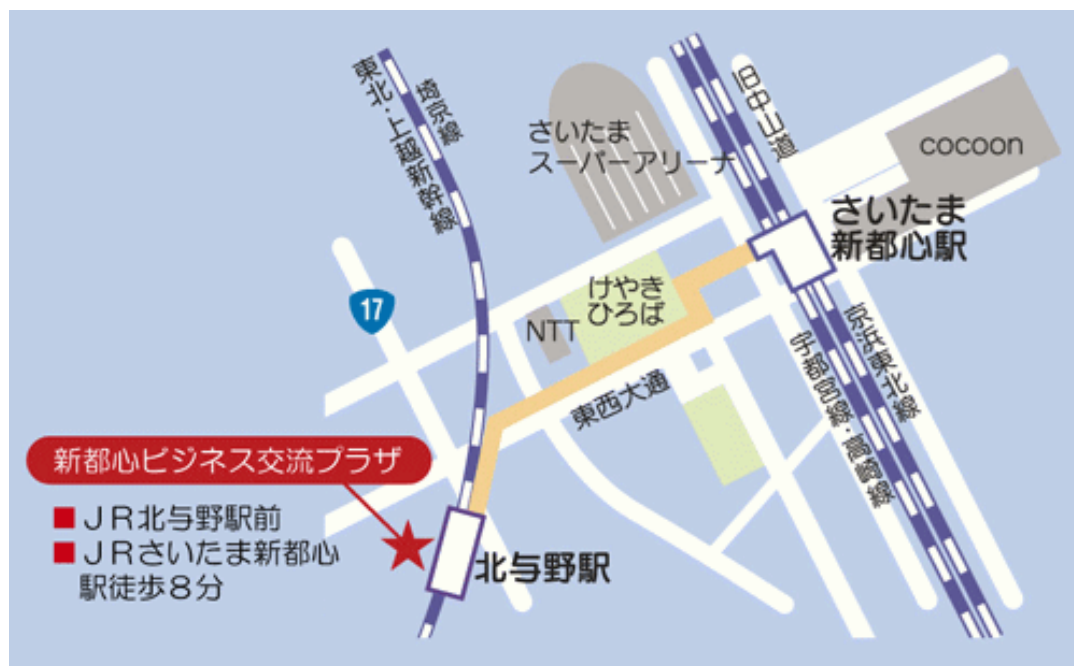 埼京線
東北・上越新幹線
旧中山道
さいたま
スーパーアリーナ
cocoon
さいたま
新都心駅
17
けやき
ひろば
NTT
東西大通
京浜東北線
宇都宮線・高崎線
新都心ビジネス交流プラザ
■ＪＲ北与野駅前
■ＪＲさいたま新都心
駅徒歩８分
北与野駅